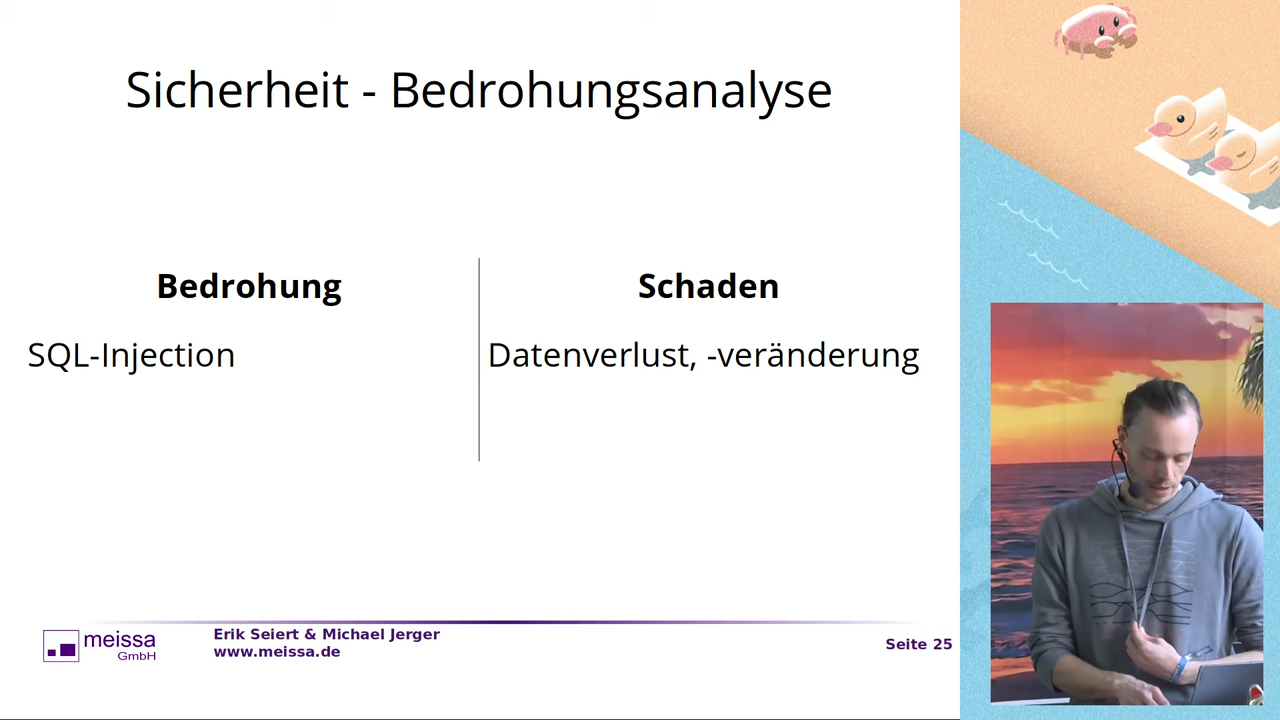 Sicherheit - Bedrohungsanalyse
Bedrohung
Schaden
SQL-Injection
Datenverlust, -veränderung
meissa
GmbH
Erik Seiert & Michael Jerger
www.meissa.de
Seite 25